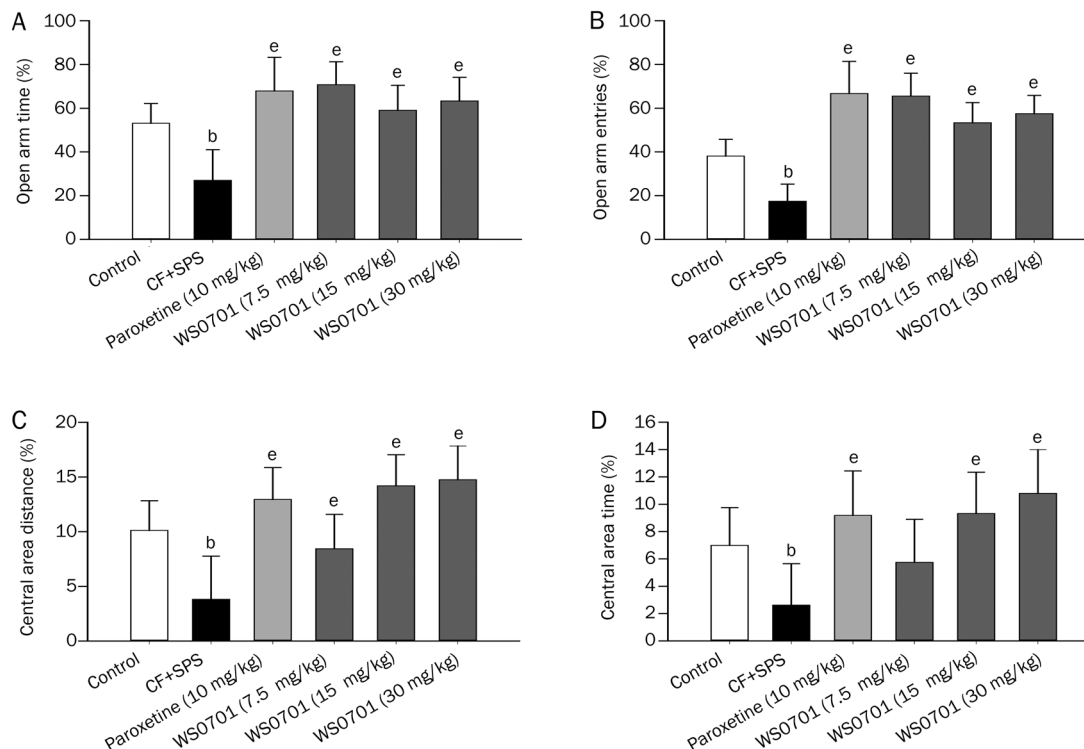 A
Open arm time (%)
100
80
60
40
20
0
b
e
e
e
e
Control
CF+SPS
Paroxetine (10 mg/kg)
WS0701 (7.5 mg/kg)
WS0701 (15 mg/kg)
WS0701 (30 mg/kg)
B
Open arm entries (%)
100
80
60
40
20
0
b
e
e
e
e
Control
CF+SPS
Paroxetine (10 mg/kg)
WS0701 (7.5 mg/kg)
WS0701 (15 mg/kg)
WS0701 (30 mg/kg)
C
Central area distance (%)
20
15
10
5
0
b
e
e
e
e
Control
CF+SPS
Paroxetine (10 mg/kg)
WS0701 (7.5 mg/kg)
WS0701 (15 mg/kg)
WS0701 (30 mg/kg)
D
Central area time (%)
16
14
12
10
8
6
4
2
0
b
e
e
e
Control
CF+SPS
Paroxetine (10 mg/kg)
WS0701 (7.5 mg/kg)
WS0701 (15 mg/kg)
WS0701 (30 mg/kg)